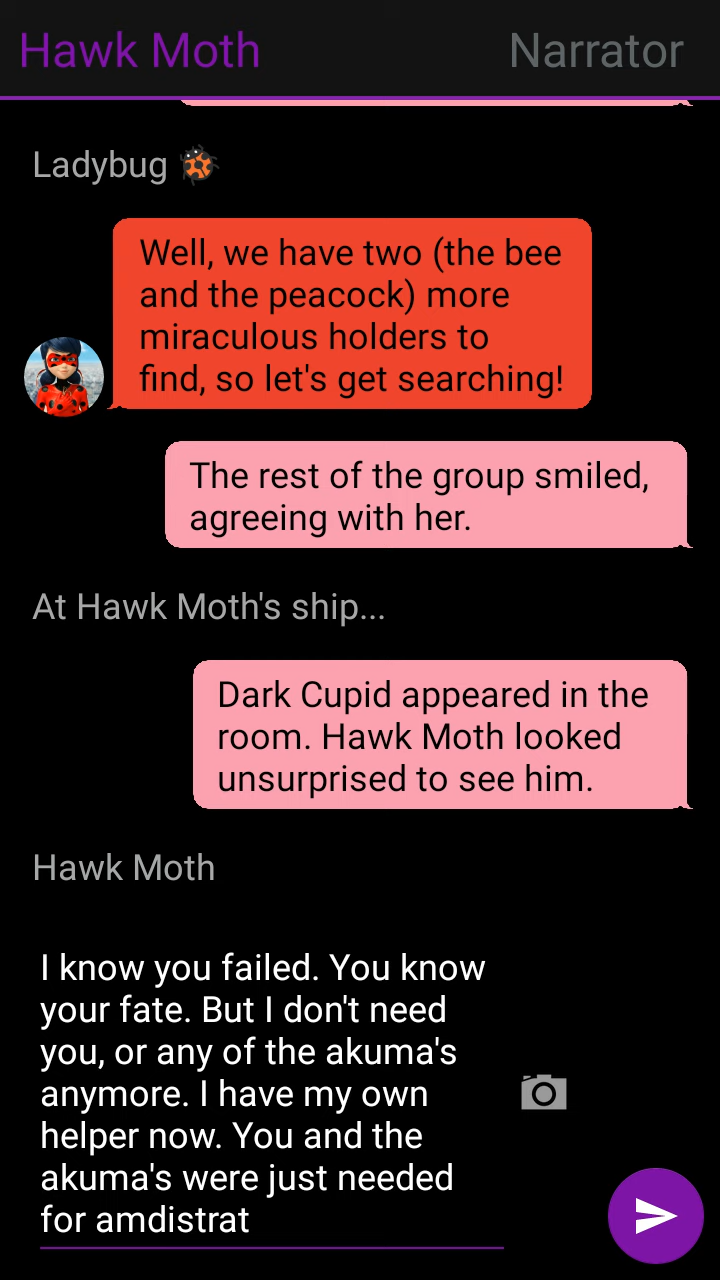 Hawk Moth Narrator
Ladybug 🐞
Well, we have two (the bee
and the peacock) more
miraculous holders to
find, so let's get searching!
The rest of the group smiled,
agreeing with her.
At Hawk Moth's ship...
Dark Cupid appeared in the
room. Hawk Moth looked
unsurprised to see him.
Hawk Moth
I know you failed. You know
your fate. But I don't need
you, or any of the akuma's
anymore. I have my own
helper now. You and the
akuma's were just needed
for amdistrat